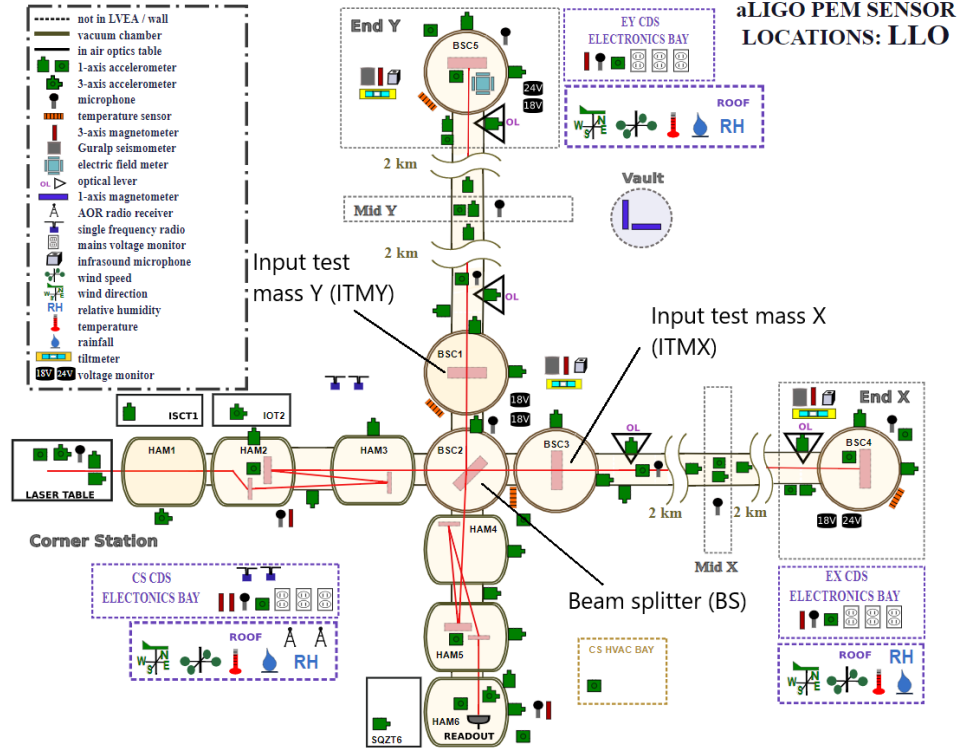 aLIGO PEM SENSOR
LOCATIONS: LLO
not in LVEA / wall
vacuum chamber
in air optics table
1-axis accelerometer
3-axis accelerometer
microphone
temperature sensor
3-axis magnetometer
Guralp seismometer
electric field meter
OL optical lever
1-axis magnetometer
AOR radio receiver
single frequency radio
mains voltage monitor
infrasound microphone
wind speed
W N S E wind direction
RH relative humidity
temperature
rainfall
tiltmeter
18V 24V voltage monitor
End Y
BSC5
24V
18V
OL
EY CDS
ELECTRONICS BAY
ROOF
W N S E
RH
2 km
2 km
Mid Y
Vault
2 km
2 km
Input test
mass Y (ITMY)
OL
BSC1
18V
18V
Input test mass X
(ITMX)
ISCT1
IOT2
LASER TABLE
HAM1
HAM2
HAM3
BSC2
BSC3
OL
2 km
2 km
Mid X
End X
OL
BSC4
18V 24V
Corner Station
HAM4
Beam splitter (BS)
CS CDS
ELECTONICS BAY
ROOF
W N S E
RH
HAM5
HAM6
READOUT
SQZT6
CS HVAC BAY
EX CDS
ELECTRONICS BAY
ROOF
RH
W N S E